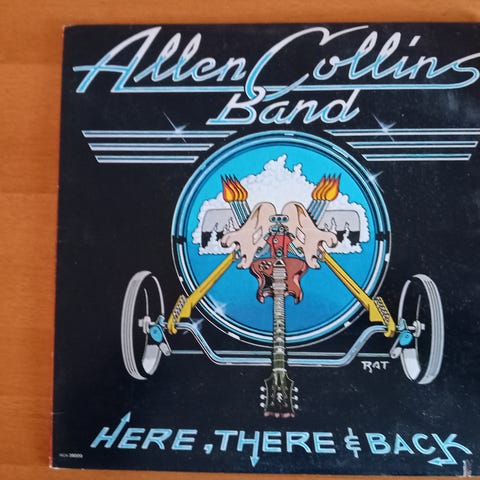 Allen Collins
Band
RAT
HERE, THERE & BACK